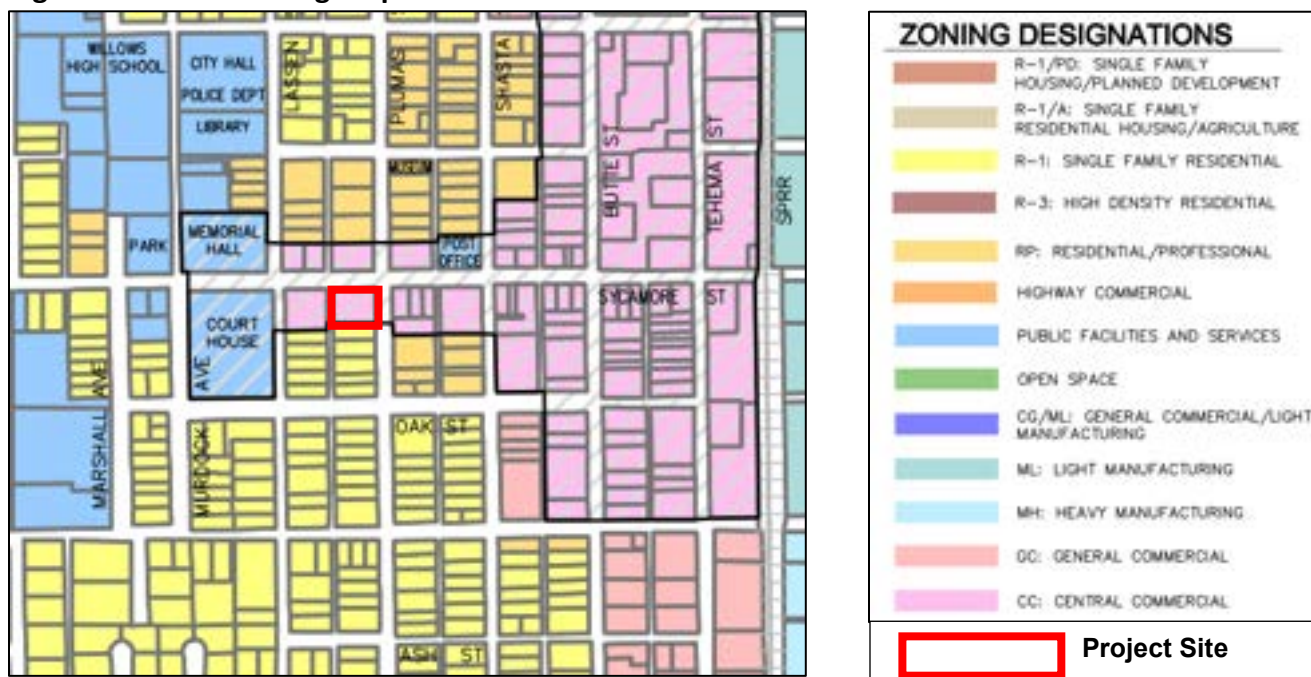 WILLOWS
HIGH SCHOOL
CITY HALL
POLICE DEPT
LIBRARY
LASSEN
PLUMAS
SHASTA
MUSEUM
BUTTE ST
TEHEMA ST
SPRR
PARK
MEMORIAL
HALL
POST
OFFICE
SYCAMORE ST
COURT
HOUSE
MARSHALL AVE
MURDOCK AVE
OAK ST
ASH ST
ZONING DESIGNATIONS
R-1/PD: SINGLE FAMILY
HOUSING/PLANNED DEVELOPMENT
R-1/A: SINGLE FAMILY
RESIDENTIAL HOUSING/AGRICULTURE
R-1: SINGLE FAMILY RESIDENTIAL
R-3: HIGH DENSITY RESIDENTIAL
RP: RESIDENTIAL/PROFESSIONAL
HIGHWAY COMMERCIAL
PUBLIC FACILITIES AND SERVICES
OPEN SPACE
CG/ML: GENERAL COMMERCIAL/LIGHT
MANUFACTURING
ML: LIGHT MANUFACTURING
MH: HEAVY MANUFACTURING
GC: GENERAL COMMERCIAL
CC: CENTRAL COMMERCIAL
Project Site